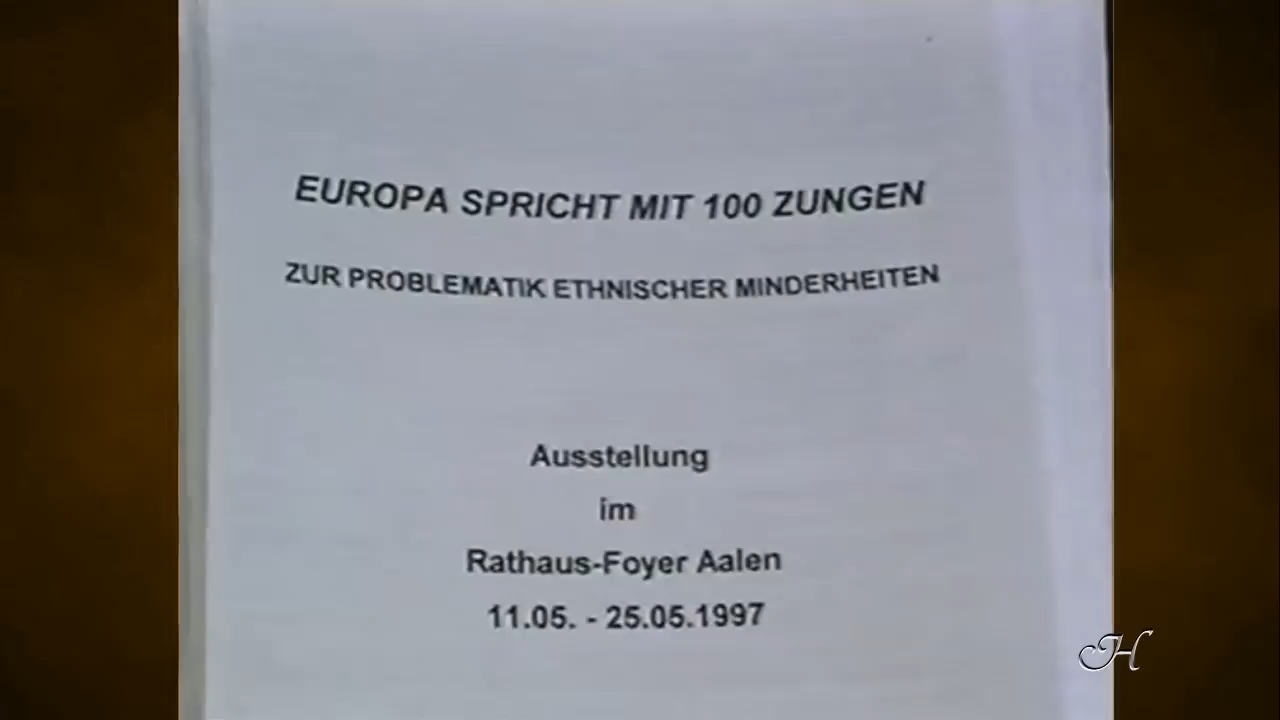 EUROPA SPRICHT MIT 100 ZUNGEN
ZUR PROBLEMATIK ETHNISCHER MINDERHEITEN
Ausstellung
im
Rathaus-Foyer Aalen
11.05. - 25.05.1997
H